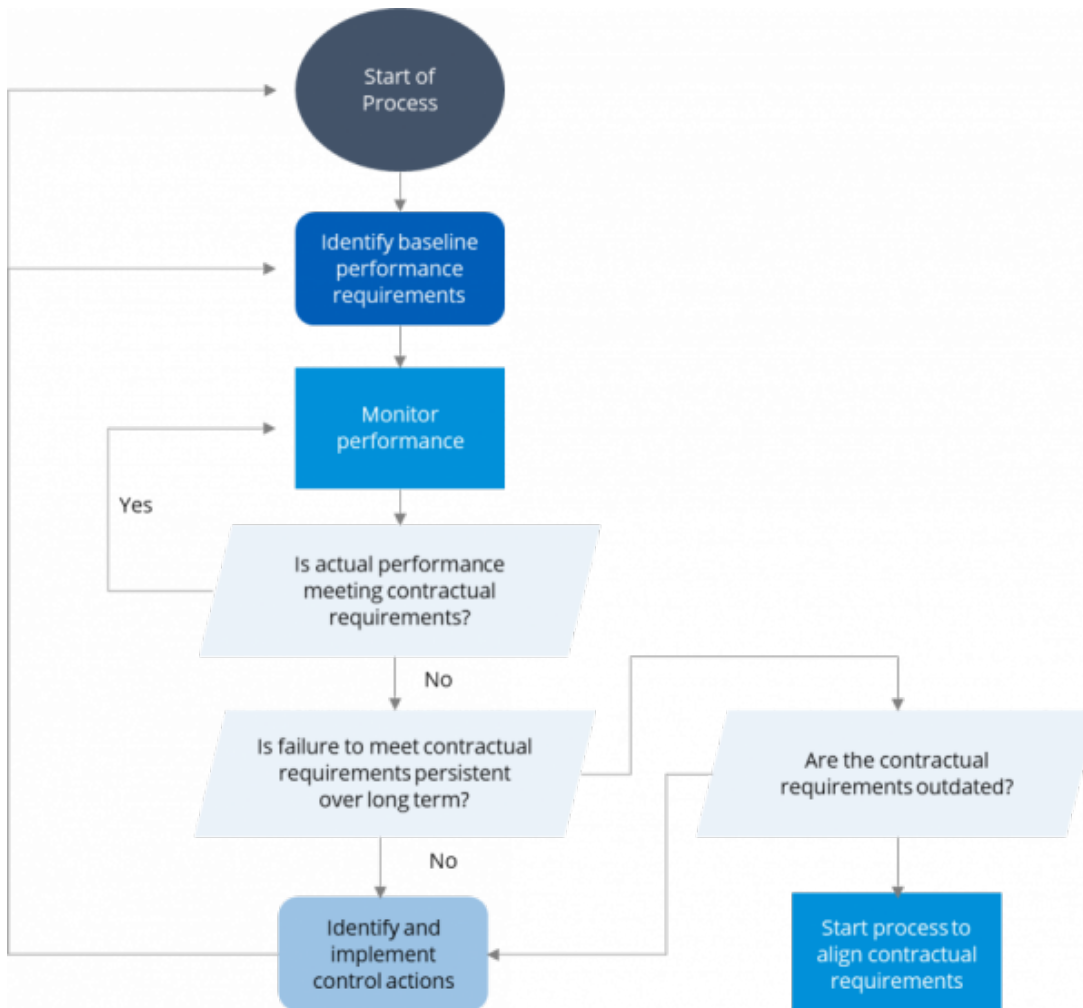 Start of
Process
Identify baseline
performance
requirements
Monitor
performance
Yes
Is actual performance
meeting contractual
requirements?
No
Is failure to meet contractual
requirements persistent
over long term?
Are the contractual
requirements outdated?
No
Identify and
implement
control actions
Start process to
align contractual
requirements